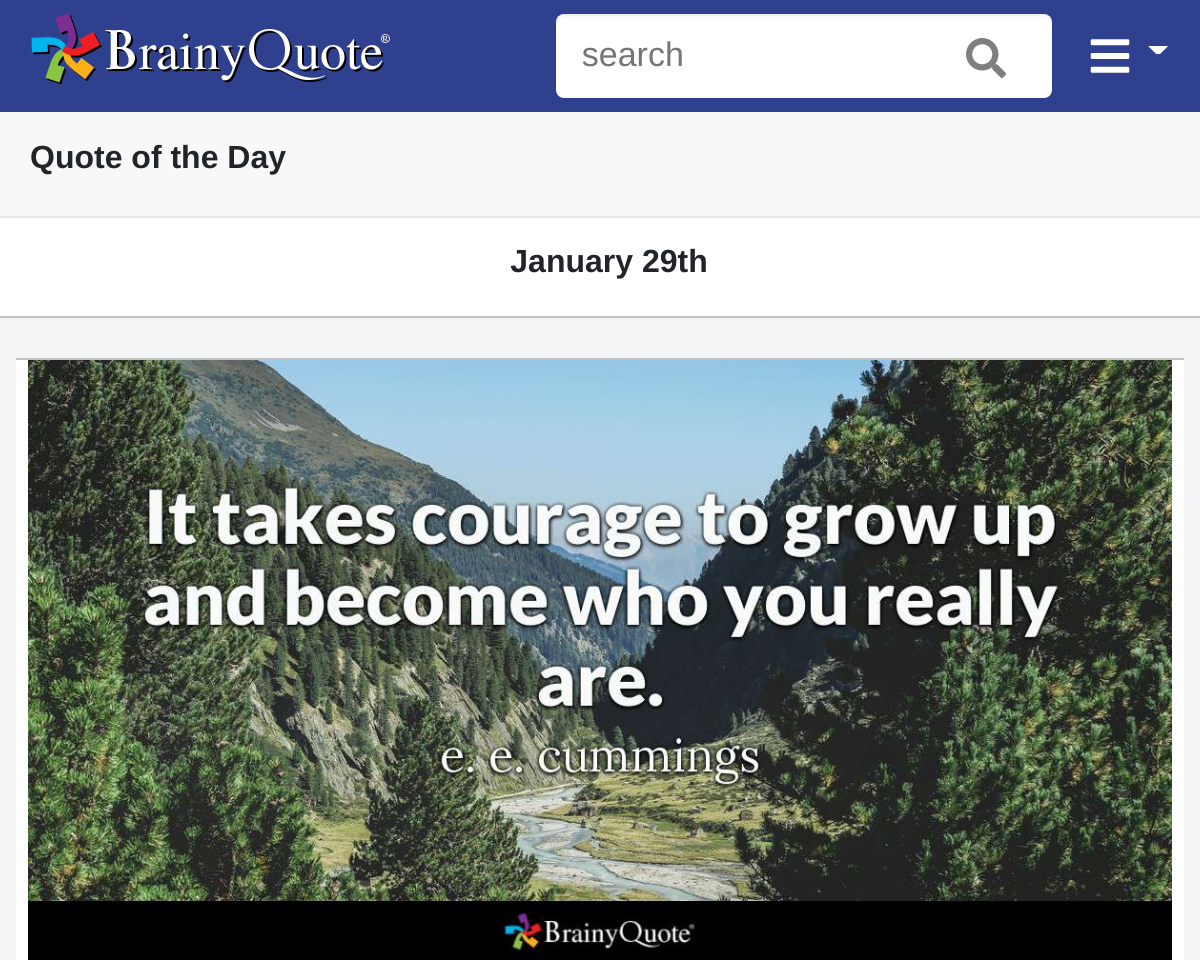 BrainyQuote®
search
Quote of the Day
January 29th
It takes courage to grow up
and become who you really
are.
e. e. cummings
BrainyQuote®